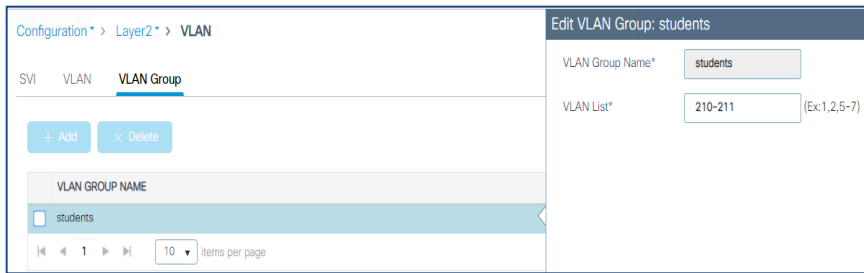 Configuration > Layer2 > VLAN
SVI VLAN VLAN Group
+ Add × Delete
VLAN GROUP NAME
students
1 10 items per page
Edit VLAN Group: students
VLAN Group Name* students
VLAN List* 210-211 (Ex:1,2,5-7)